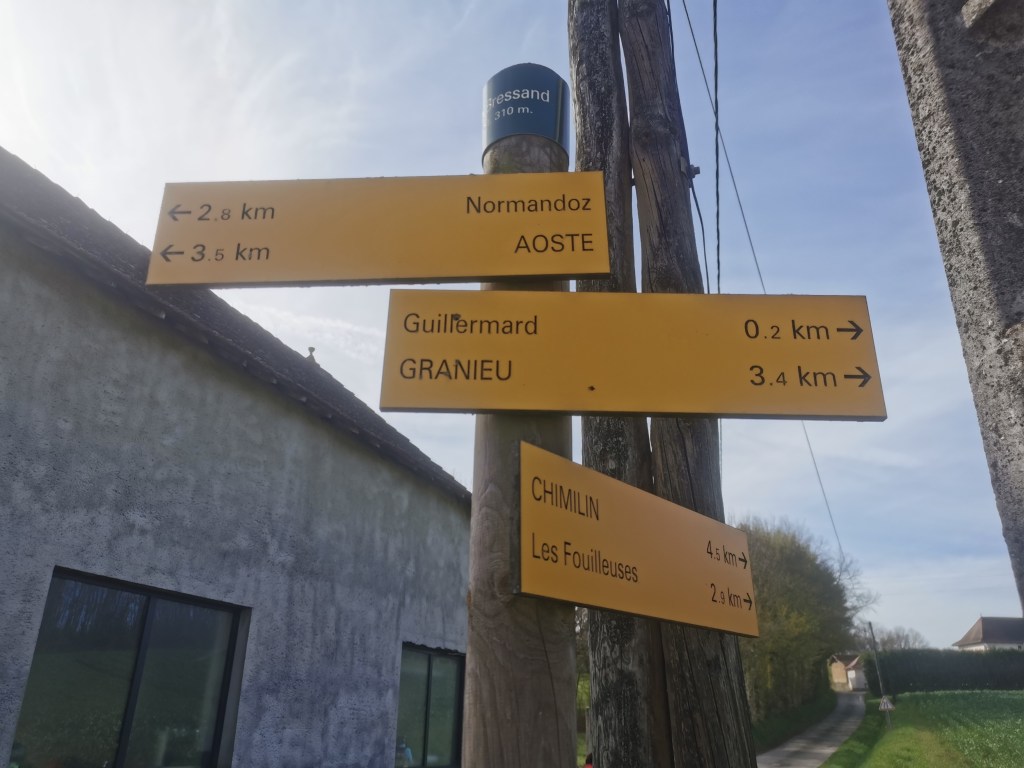 Bressand
310 m.
← 2.8 km Normandoz
← 3.5 km AOSTE
Guillermard 0.2 km →
GRANIEU 3.4 km →
CHIMILIN 4.5 km →
Les Fouilleuses 2.9 km →